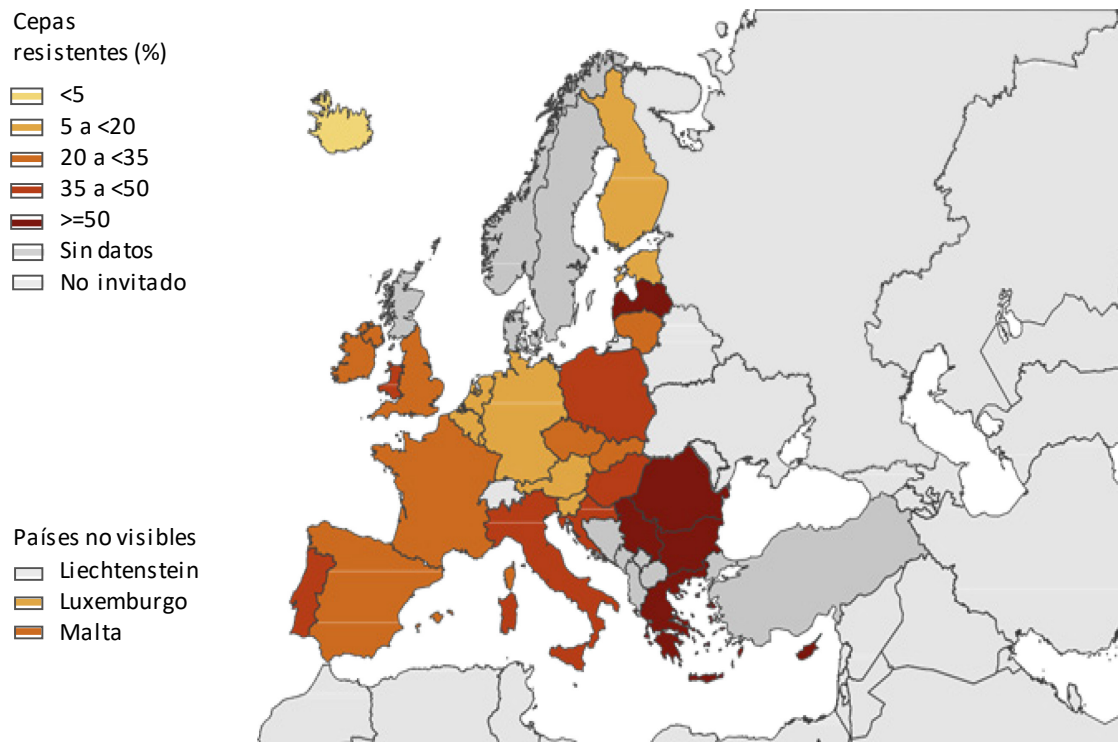 Cepas
resistentes (%)
<5
5 a <20
20 a <35
35 a <50
>=50
Sin datos
No invitado
Países no visibles
Liechtenstein
Luxemburgo
Malta